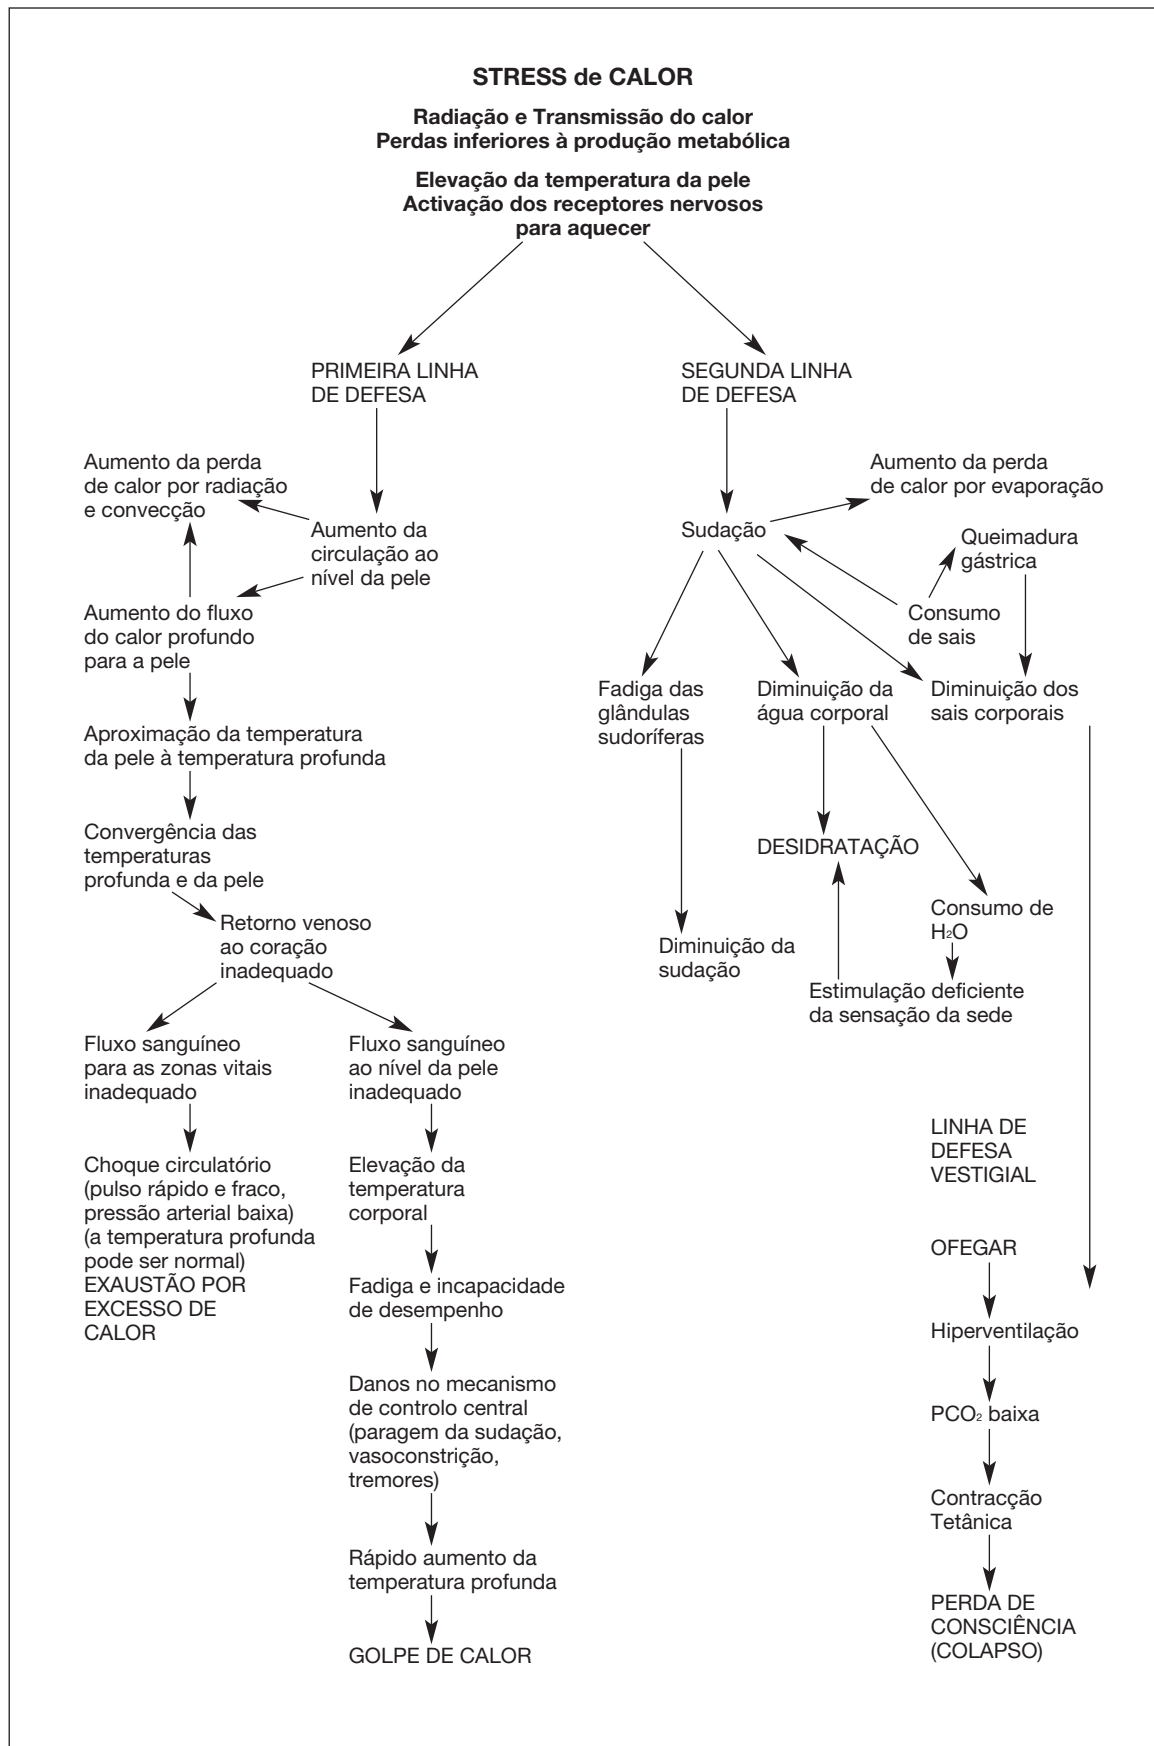 STRESS de CALOR
Radiação e Transmissão do calor
Perdas inferiores à produção metabólica
Elevação da temperatura da pele
Activação dos receptores nervosos
para aquecer
PRIMEIRA LINHA
DE DEFESA
Aumento da perda
de calor por radiação
e convecção
Aumento da
circulação ao
nível da pele
Aumento do fluxo
do calor profundo
para a pele
Aproximação da temperatura
da pele à temperatura profunda
Convergência das
temperaturas
profunda e da pele
Retorno venoso
ao coração
inadequado
Fluxo sanguíneo
para as zonas vitais
inadequado
Choque circulatório
(pulso rápido e fraco,
pressão arterial baixa)
(a temperatura profunda
pode ser normal)
EXAUSTÃO POR
EXCESSO DE
CALOR
Fluxo sanguíneo
ao nível da pele
inadequado
Elevação da
temperatura
corporal
Fadiga e incapacidade
de desempenho
Danos no mecanismo
de controlo central
(paragem da sudação,
vasoconstrição,
tremores)
Rápido aumento da
temperatura profunda
GOLPE DE CALOR
SEGUNDA LINHA
DE DEFESA
Aumento da perda
de calor por evaporação
Sudação
Queimadura
gástrica
Consumo
de sais
Fadiga das
glândulas
sudoríferas
Diminuição da
água corporal
Diminuição dos
sais corporais
DESIDRATAÇÃO
Consumo de
H₂O
Diminuição da
sudação
Estimulação deficiente
da sensação da sede
LINHA DE
DEFESA
VESTIGIAL
OFEGAR
Hiperventilação
PCO₂ baixa
Contracção
Tetânica
PERDA DE
CONSCIÊNCIA
(COLAPSO)